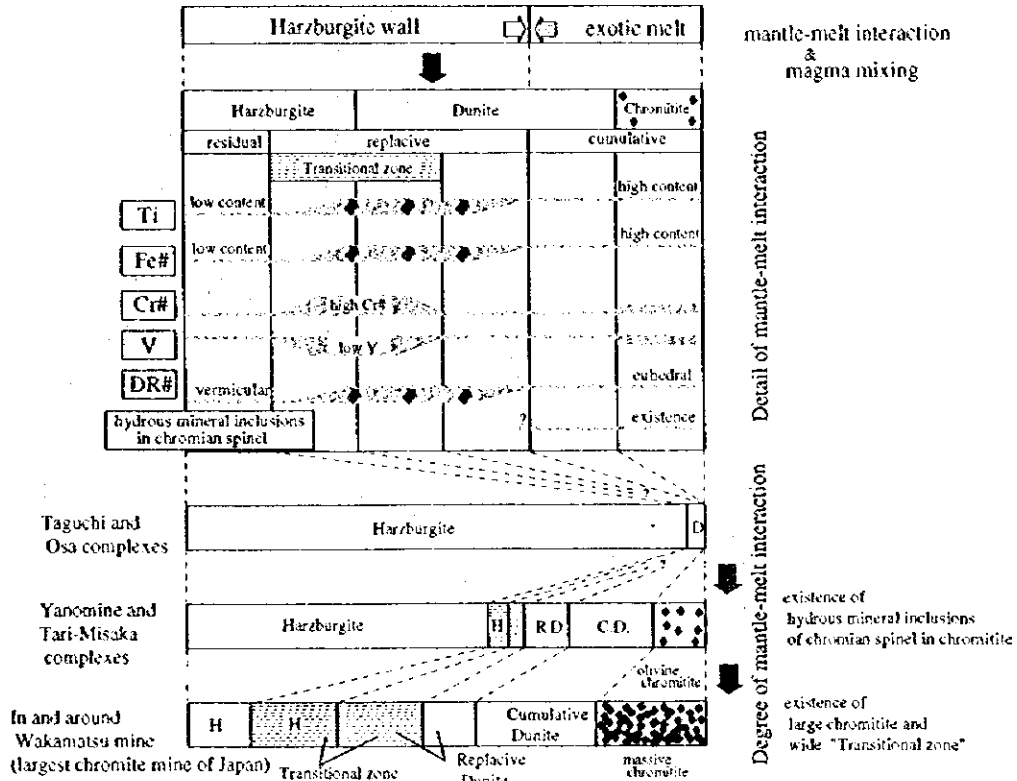 Harzburgite wall
exotic melt
mantle-melt interaction
&
magma mixing
Harzburgite
Dunite
Chromitite
residual
replacive
cumulative
Transitional zone
Ti
low content
high content
Fe#
low content
high content
Cr#
high Cr#
V
low V
DR#
vermicular
euhedral
hydrous mineral inclusions
in chromian spinel
?
existence
Detail of mantle-melt interaction
?
Taguchi and
Osa complexes
Harzburgite
D
Yanomine and
Tari-Misaka
complexes
Harzburgite
H
R.D
C.D.
existence of
hydrous mineral inclusions
of chromian spinel in chromitite
olivine
chromitite
In and around
Wakamatsu mine
(largest chromite mine of Japan)
H
H
Cumulative
Dunite
Transitional zone
Replacive
Dunite
massive
chromitite
existence of
large chromitite and
wide "Transitional zone"
Degree of mantle-melt interaction